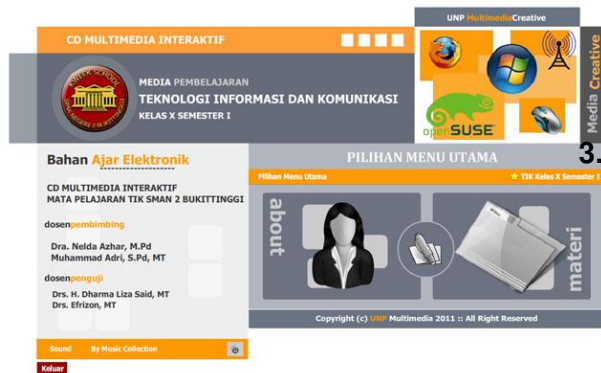 UNP MultimediaCreative
CD MULTIMEDIA INTERAKTIF
MEDIA PEMBELAJARAN
TEKNOLOGI INFORMASI DAN KOMUNIKASI
KELAS X SEMESTER I
openSUSE
Media Creative
3.
Bahan Ajar Elektronik
CD MULTIMEDIA INTERAKTIF
MATA PELAJARAN TIK SMAN 2 BUKITTINGGI
dosenpembimbing
Dra. Nelda Azhar, M.Pd
Muhammad Adri, S.Pd, MT
dosenpenguji
Drs. H. Dharma Liza Said, MT
Drs. Efrizon, MT
Sound By Music Collection
Keluar
PILIHAN MENU UTAMA
Pilihan Menu Utama
TIK Kelas X Semester I
about
materi
Copyright (c) UNP Multimedia 2011 :: All Right Reserved